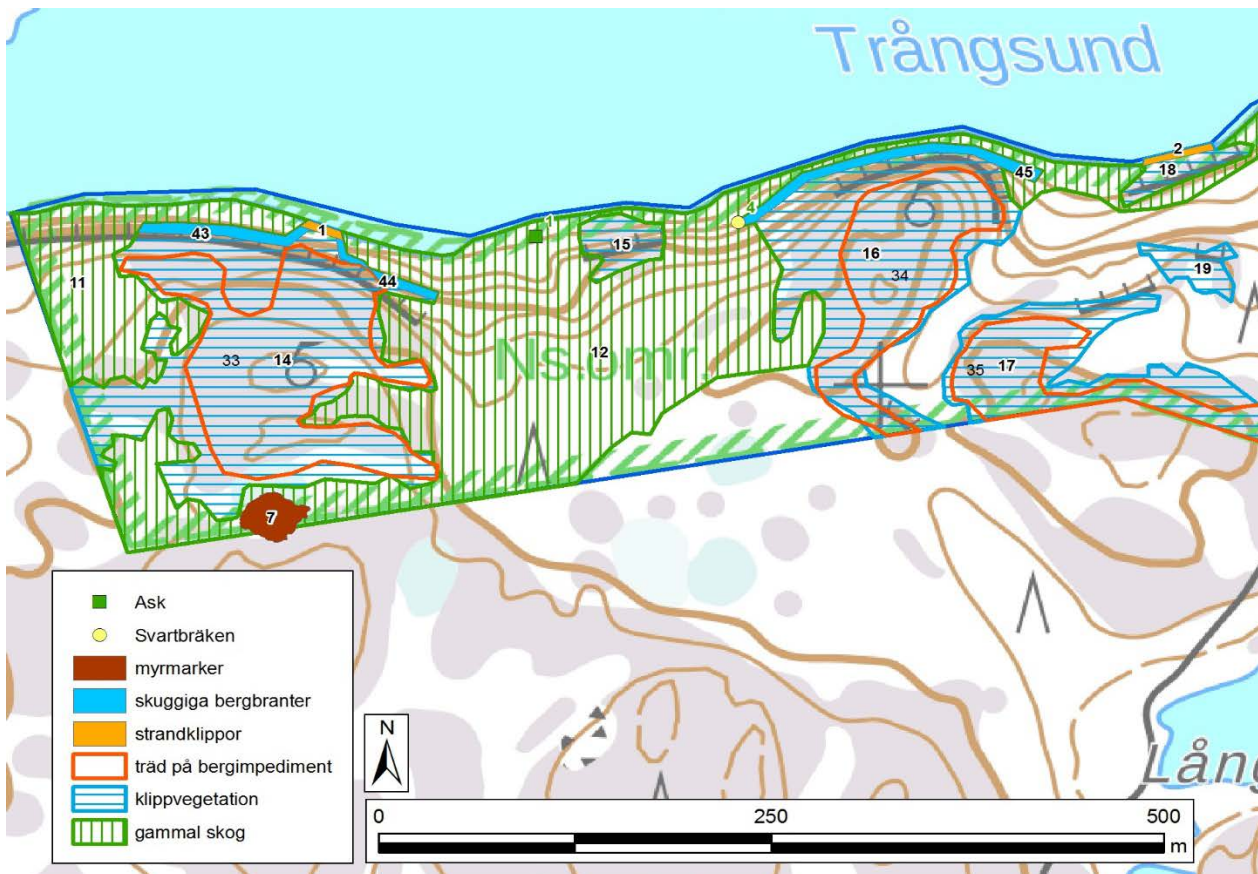 Trångsund
2
18
45
4
1
1
43
15
44
11
16
34
19
33
14
5
5
Ns.omr.
12
35
17
7
Ask
Svartbräken
myrmarker
skuggiga bergbranter
strandklippor
träd på bergimpediment
klippvegetation
gammal skog
N
0 250 500
m
Lång